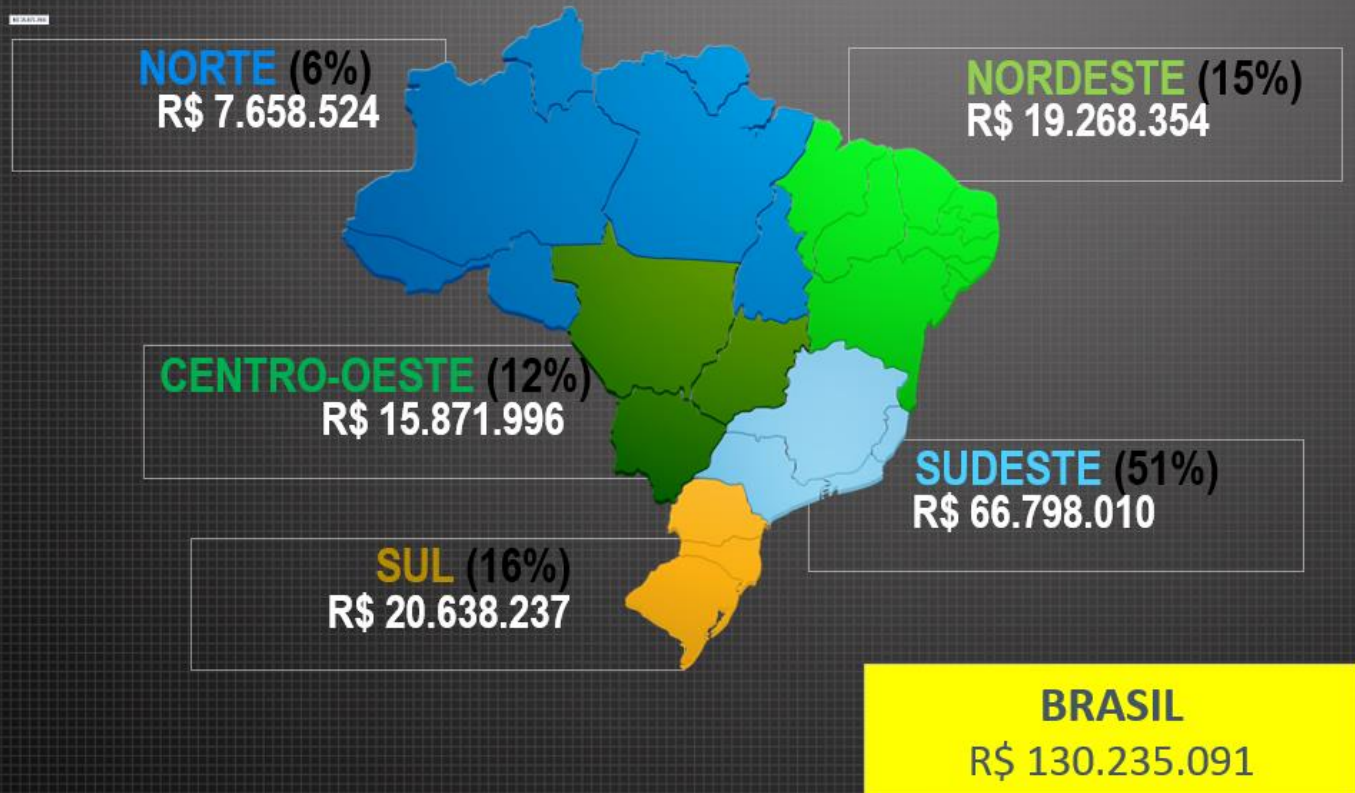 NORTE (6%)
R$ 7.658.524
NORDESTE (15%)
R$ 19.268.354
CENTRO-OESTE (12%)
R$ 15.871.996
SUDESTE (51%)
R$ 66.798.010
SUL (16%)
R$ 20.638.237
BRASIL
R$ 130.235.091